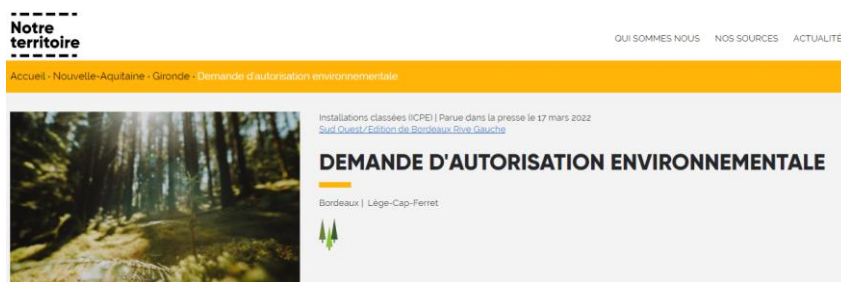 Notre
territoire
QUI SOMMES NOUS NOS SOURCES ACTUALITÉ
Accueil - Nouvelle-Aquitaine - Gironde - Demande d'autorisation environnementale
Installations classées (ICPE) | Parue dans la presse le 17 mars 2022
Sud Ouest/Edition de Bordeaux Rive Gauche
DEMANDE D'AUTORISATION ENVIRONNEMENTALE
Bordeaux | Lège-Cap-Ferret